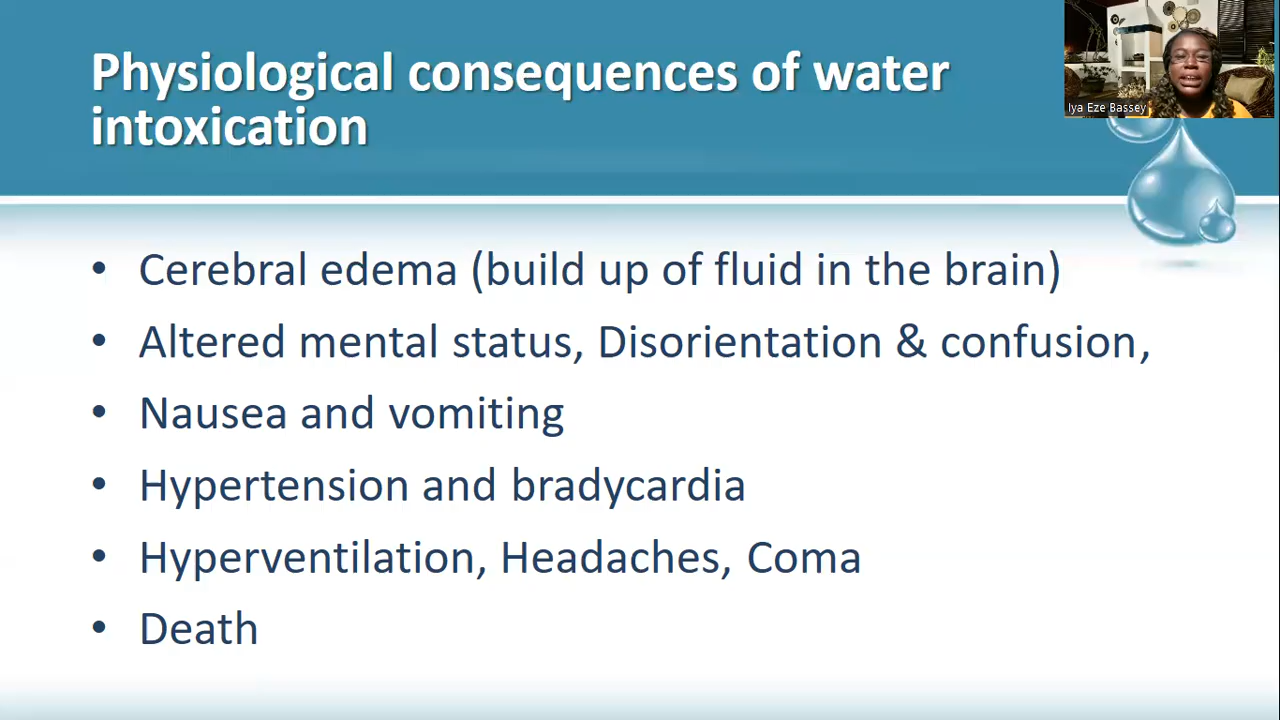 Physiological consequences of water
intoxication
Iya Eze Bassey
• Cerebral edema (build up of fluid in the brain)
• Altered mental status, Disorientation & confusion,
• Nausea and vomiting
• Hypertension and bradycardia
• Hyperventilation, Headaches, Coma
• Death